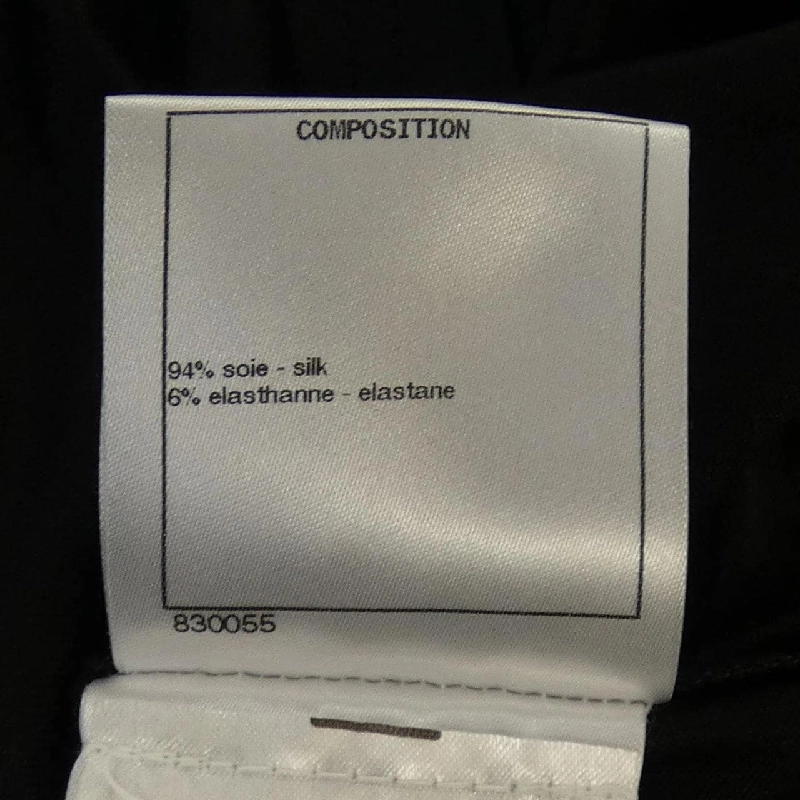 COMPOSITION
94% soie - silk
6% elasthanne - elastane
830055